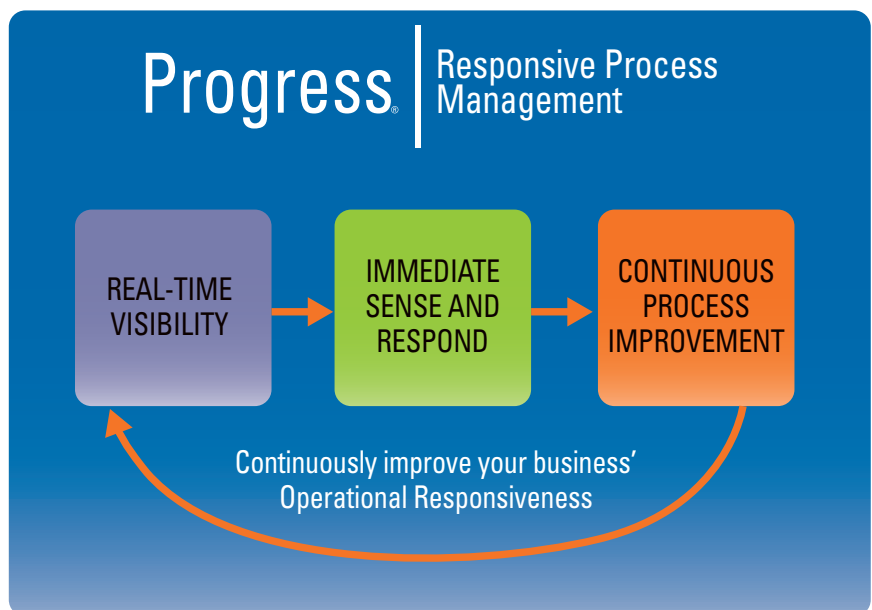 Progress®
Responsive Process
Management
REAL-TIME
VISIBILITY
IMMEDIATE
SENSE AND
RESPOND
CONTINUOUS
PROCESS
IMPROVEMENT
Continuously improve your business’
Operational Responsiveness